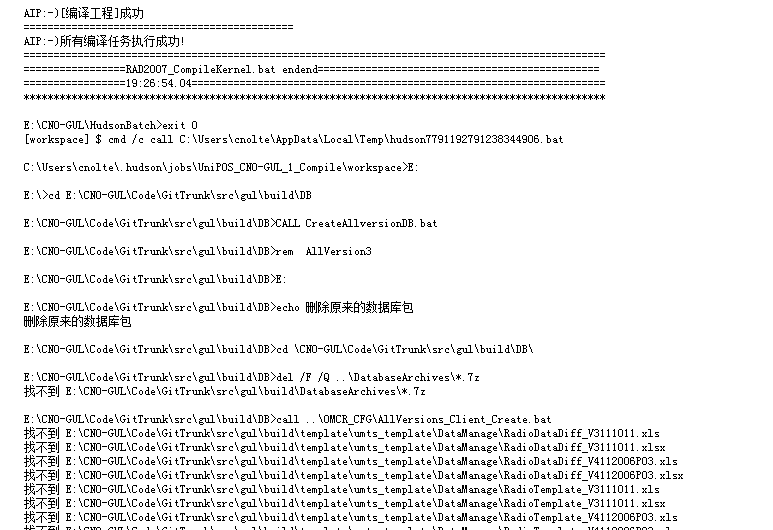 AIP:-)[编译工程]成功
=============================================
AIP:-)所有编译任务执行成功!
=================================================================================================
=================RAD2007_CompileKernel.bat endend===============================================
=================19:26:54.04=====================================================================
*************************************************************************************************
E:\CNO-GUL\HudsonBatch>exit 0
[workspace] $ cmd /c call C:\Users\cnolte\AppData\Local\Temp\hudson7791192791238344906.bat
C:\Users\cnolte\.hudson\jobs\UniPOS_CNO-GUL_1_Compile\workspace>E:
E:\>cd E:\CNO-GUL\Code\GitTrunk\src\gul\build\DB
E:\CNO-GUL\Code\GitTrunk\src\gul\build\DB>CALL CreateAllversionDB.bat
E:\CNO-GUL\Code\GitTrunk\src\gul\build\DB>rem  AllVersion3
E:\CNO-GUL\Code\GitTrunk\src\gul\build\DB>E:
E:\CNO-GUL\Code\GitTrunk\src\gul\build\DB>echo 删除原来的数据库包
删除原来的数据库包
E:\CNO-GUL\Code\GitTrunk\src\gul\build\DB>cd \CNO-GUL\Code\GitTrunk\src\gul\build\DB\
E:\CNO-GUL\Code\GitTrunk\src\gul\build\DB>del /F /Q ..\DatabaseArchives\*.7z
找不到 E:\CNO-GUL\Code\GitTrunk\src\gul\build\DatabaseArchives\*.7z
E:\CNO-GUL\Code\GitTrunk\src\gul\build\DB>call ..\OMCR_CFG\AllVersions_Client_Create.bat
找不到 E:\CNO-GUL\Code\GitTrunk\src\gul\build\template\umts_template\DataManage\RadioDataDiff_V3111011.xls
找不到 E:\CNO-GUL\Code\GitTrunk\src\gul\build\template\umts_template\DataManage\RadioDataDiff_V3111011.xlsx
找不到 E:\CNO-GUL\Code\GitTrunk\src\gul\build\template\umts_template\DataManage\RadioDataDiff_V4112006P03.xls
找不到 E:\CNO-GUL\Code\GitTrunk\src\gul\build\template\umts_template\DataManage\RadioDataDiff_V4112006P03.xlsx
找不到 E:\CNO-GUL\Code\GitTrunk\src\gul\build\template\umts_template\DataManage\RadioTemplate_V3111011.xls
找不到 E:\CNO-GUL\Code\GitTrunk\src\gul\build\template\umts_template\DataManage\RadioTemplate_V3111011.xlsx
找不到 E:\CNO-GUL\Code\GitTrunk\src\gul\build\template\umts_template\DataManage\RadioTemplate_V4112006P03.xls